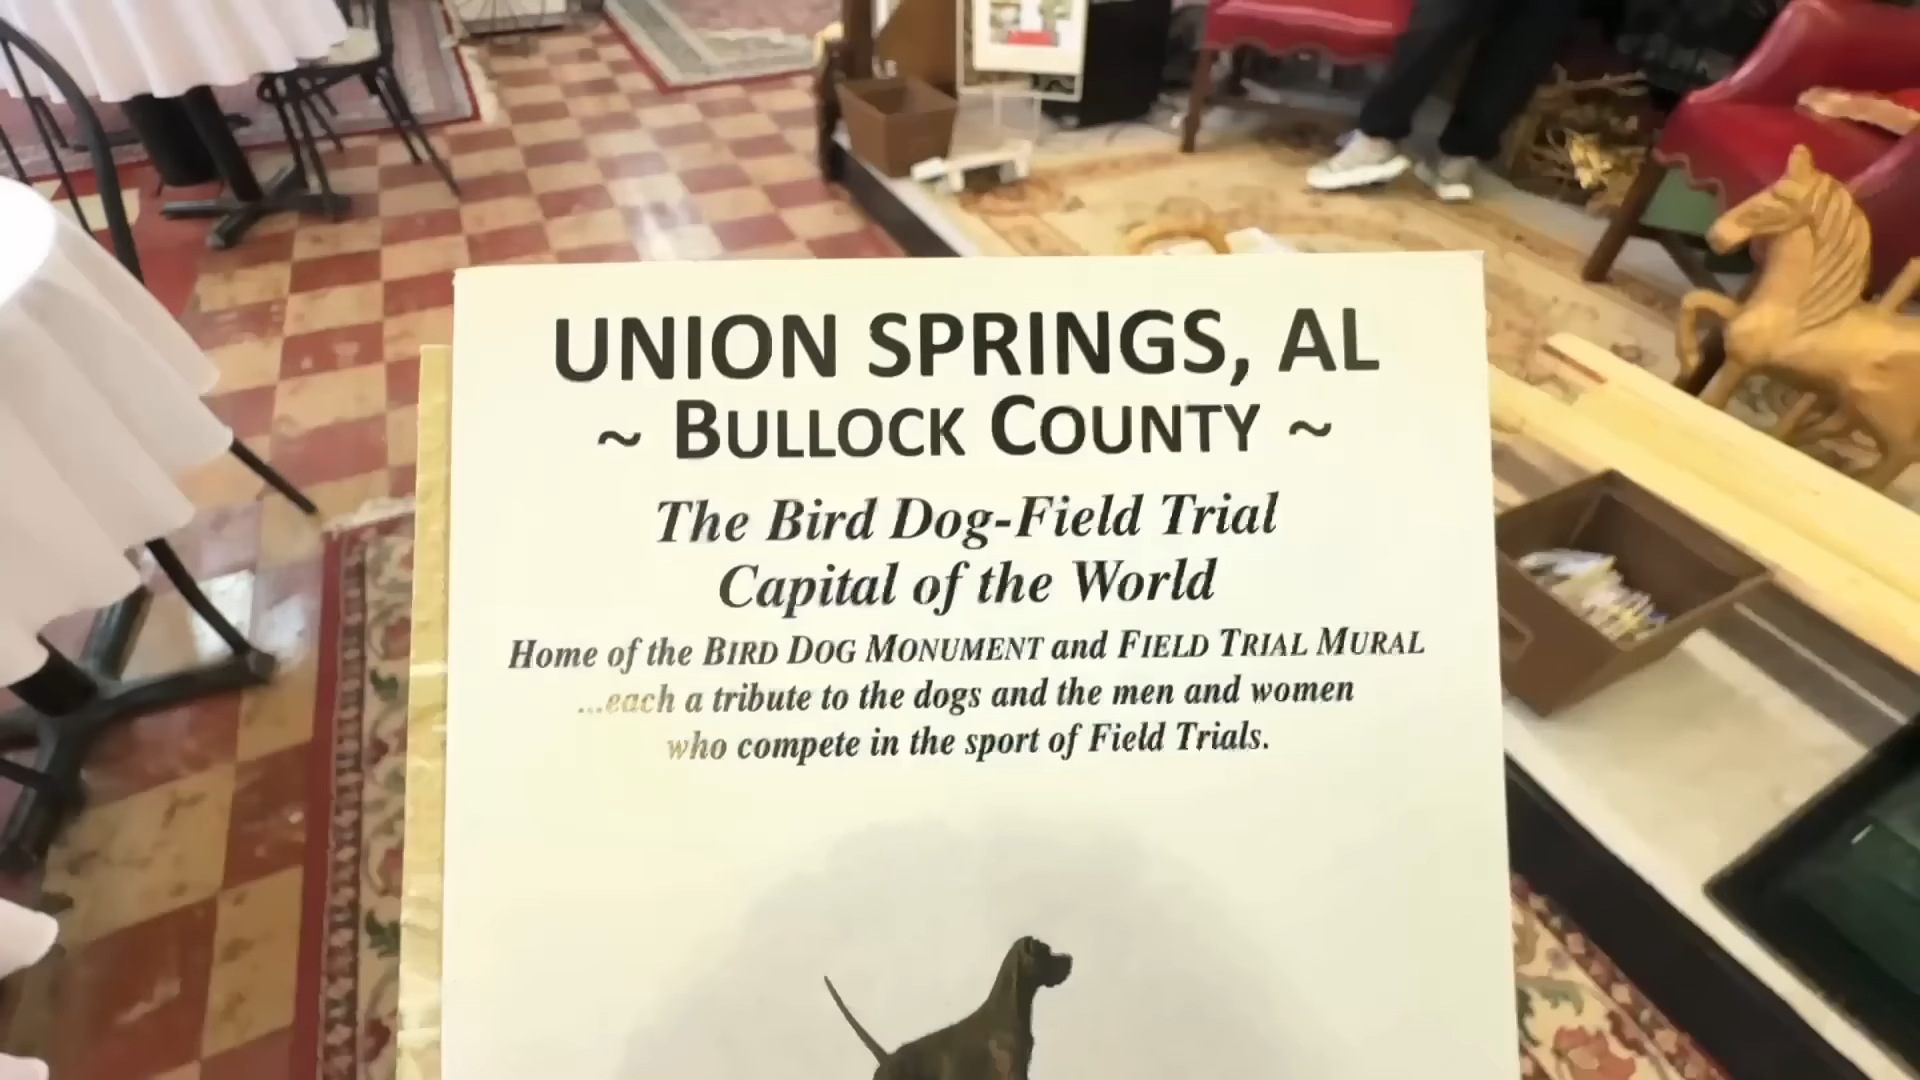 UNION SPRINGS, AL
~ BULLOCK COUNTY ~
The Bird Dog-Field Trial
Capital of the World
Home of the BIRD DOG MONUMENT and FIELD TRIAL MURAL
...each a tribute to the dogs and the men and women
who compete in the sport of Field Trials.